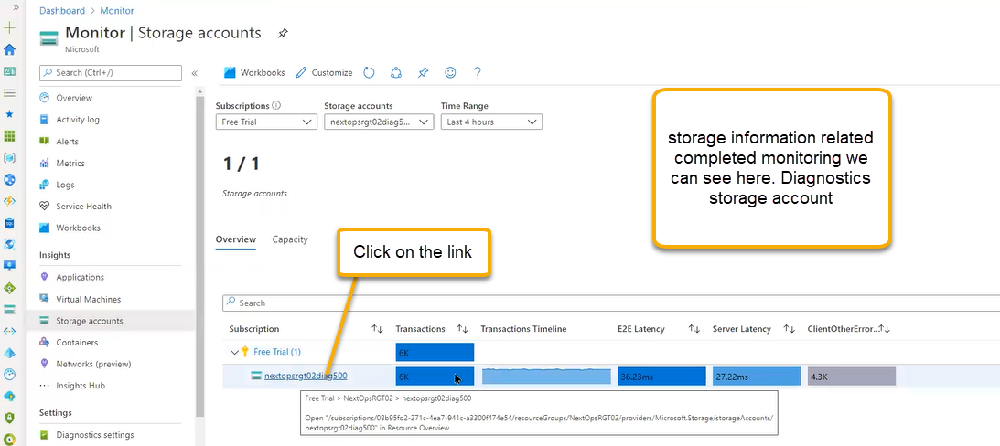 Dashboard > Monitor
Monitor | Storage accounts
Microsoft
Search (Ctrl+/)
Overview
Activity log
Alerts
Metrics
Logs
Service Health
Workbooks
Insights
Applications
Virtual Machines
Storage accounts
Containers
Networks (preview)
Insights Hub
Settings
Diagnostics settings
Workbooks
Customize
Subscriptions
Storage accounts
Time Range
Free Trial
nextopsrgt02diag5...
Last 4 hours
1 / 1
Storage accounts
Overview
Capacity
Click on the link
storage information related
completed monitoring we
can see here. Diagnostics
storage account
Search
Subscription
Transactions
Transactions Timeline
E2E Latency
Server Latency
ClientOtherError...
Free Trial (1)
6K
nextopsrgt02diag500
6K
36.23ms
27.22ms
4.3K
Free Trial > NextOpsRGT02 > nextopsrgt02diag500
Open "/subscriptions/08b95fd2-271c-4ea7-941c-a3300f474e54/resourceGroups/NextOpsRGT02/providers/Microsoft.Storage/storageAccounts/
nextopsrgt02diag500" in Resource Overview